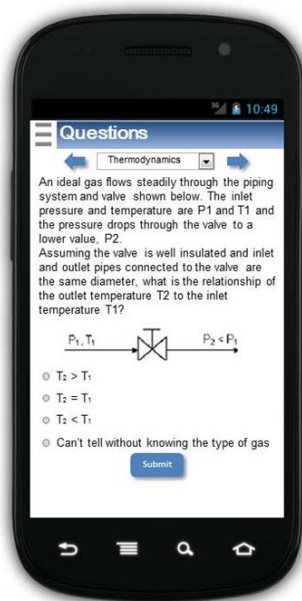 3G 10:49
Questions
Thermodynamics
An ideal gas flows steadily through the piping
system and valve shown below. The inlet
pressure and temperature are P1 and T1 and
the pressure drops through the valve to a
lower value, P2.
Assuming the valve is well insulated and inlet
and outlet pipes connected to the valve are
the same diameter, what is the relationship of
the outlet temperature T2 to the inlet
temperature T1?
P₁, T₁ P₂ < P₁
T₂ > T₁
T₂ = T₁
T₂ < T₁
Can't tell without knowing the type of gas
Submit